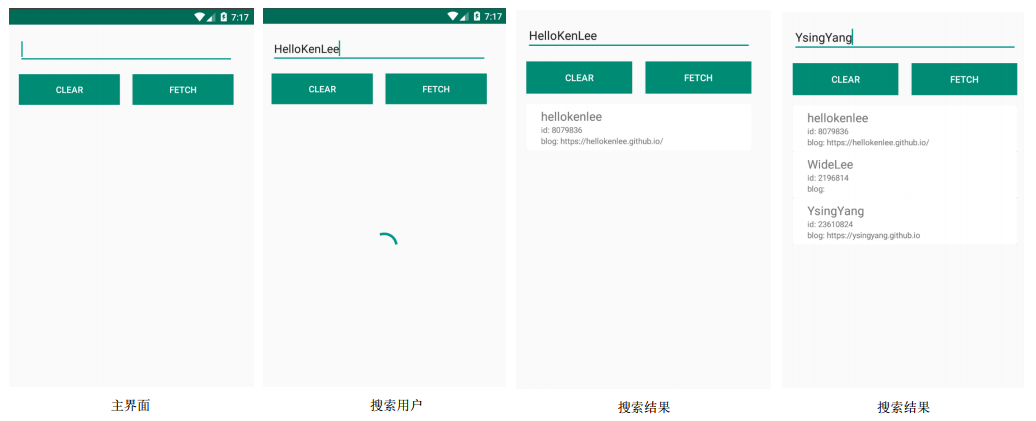 7:17
CLEAR
FETCH
主界面
7:17
HelloKenLee
CLEAR
FETCH
搜索用户
HelloKenLee
CLEAR
FETCH
hellokenlee
id: 8079836
blog: https://hellokenlee.github.io/
搜索结果
YsingYang
CLEAR
FETCH
hellokenlee
id: 8079836
blog: https://hellokenlee.github.io/
WideLee
id: 2196814
blog:
YsingYang
id: 23610824
blog: https://ysingyang.github.io
搜索结果